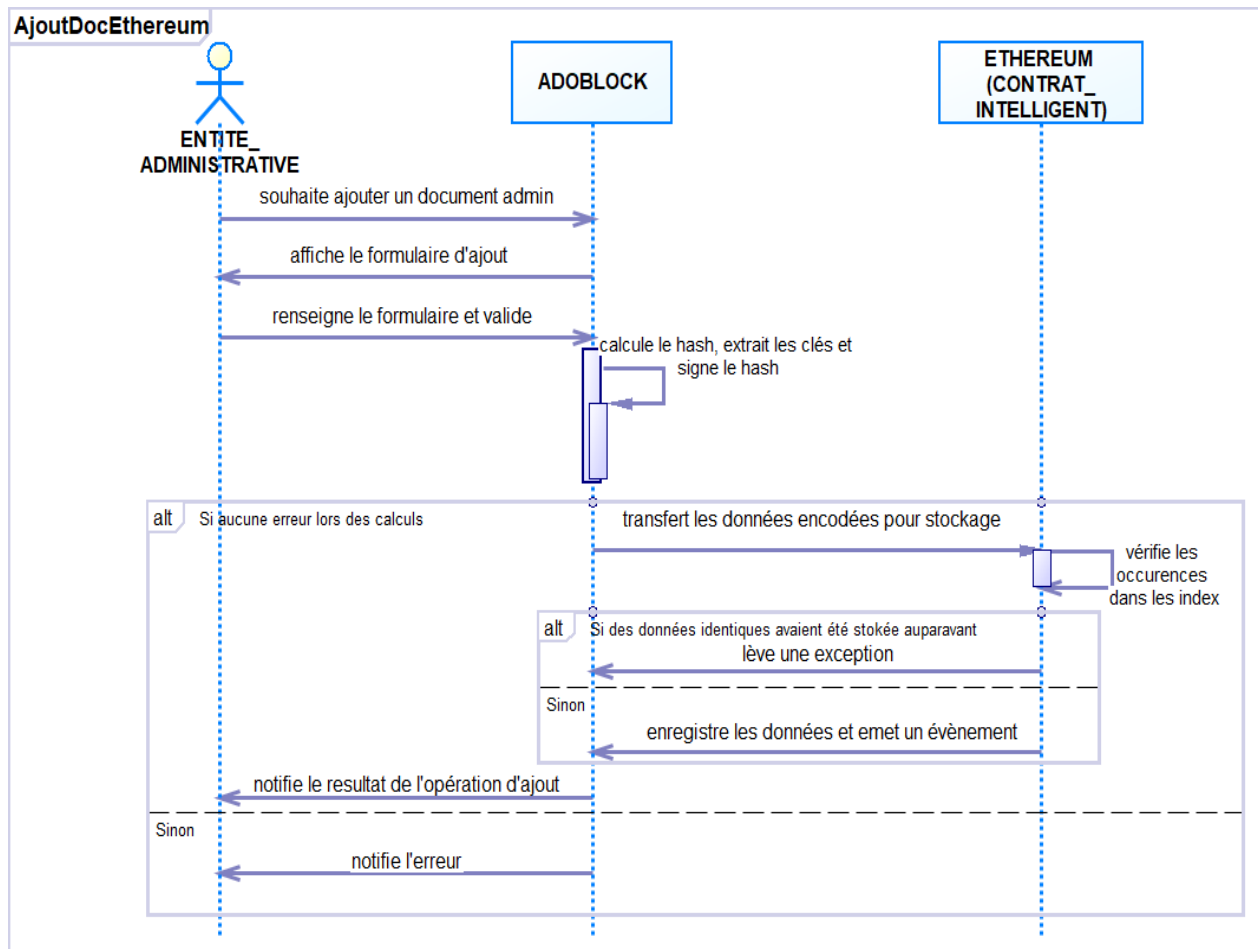 AjoutDocEthereum
ENTITE_
ADMINISTRATIVE
ADOBLOCK
ETHEREUM
(CONTRAT_
INTELLIGENT)
souhaite ajouter un document admin
affiche le formulaire d'ajout
renseigne le formulaire et valide
calcule le hash, extrait les clés et
signe le hash
alt
Si aucune erreur lors des calculs
transfert les données encodées pour stockage
vérifie les
occurences
dans les index
alt
Si des données identiques avaient été stokée auparavant
lève une exception
Sinon
enregistre les données et emet un évènement
notifie le resultat de l'opération d'ajout
Sinon
notifie l'erreur